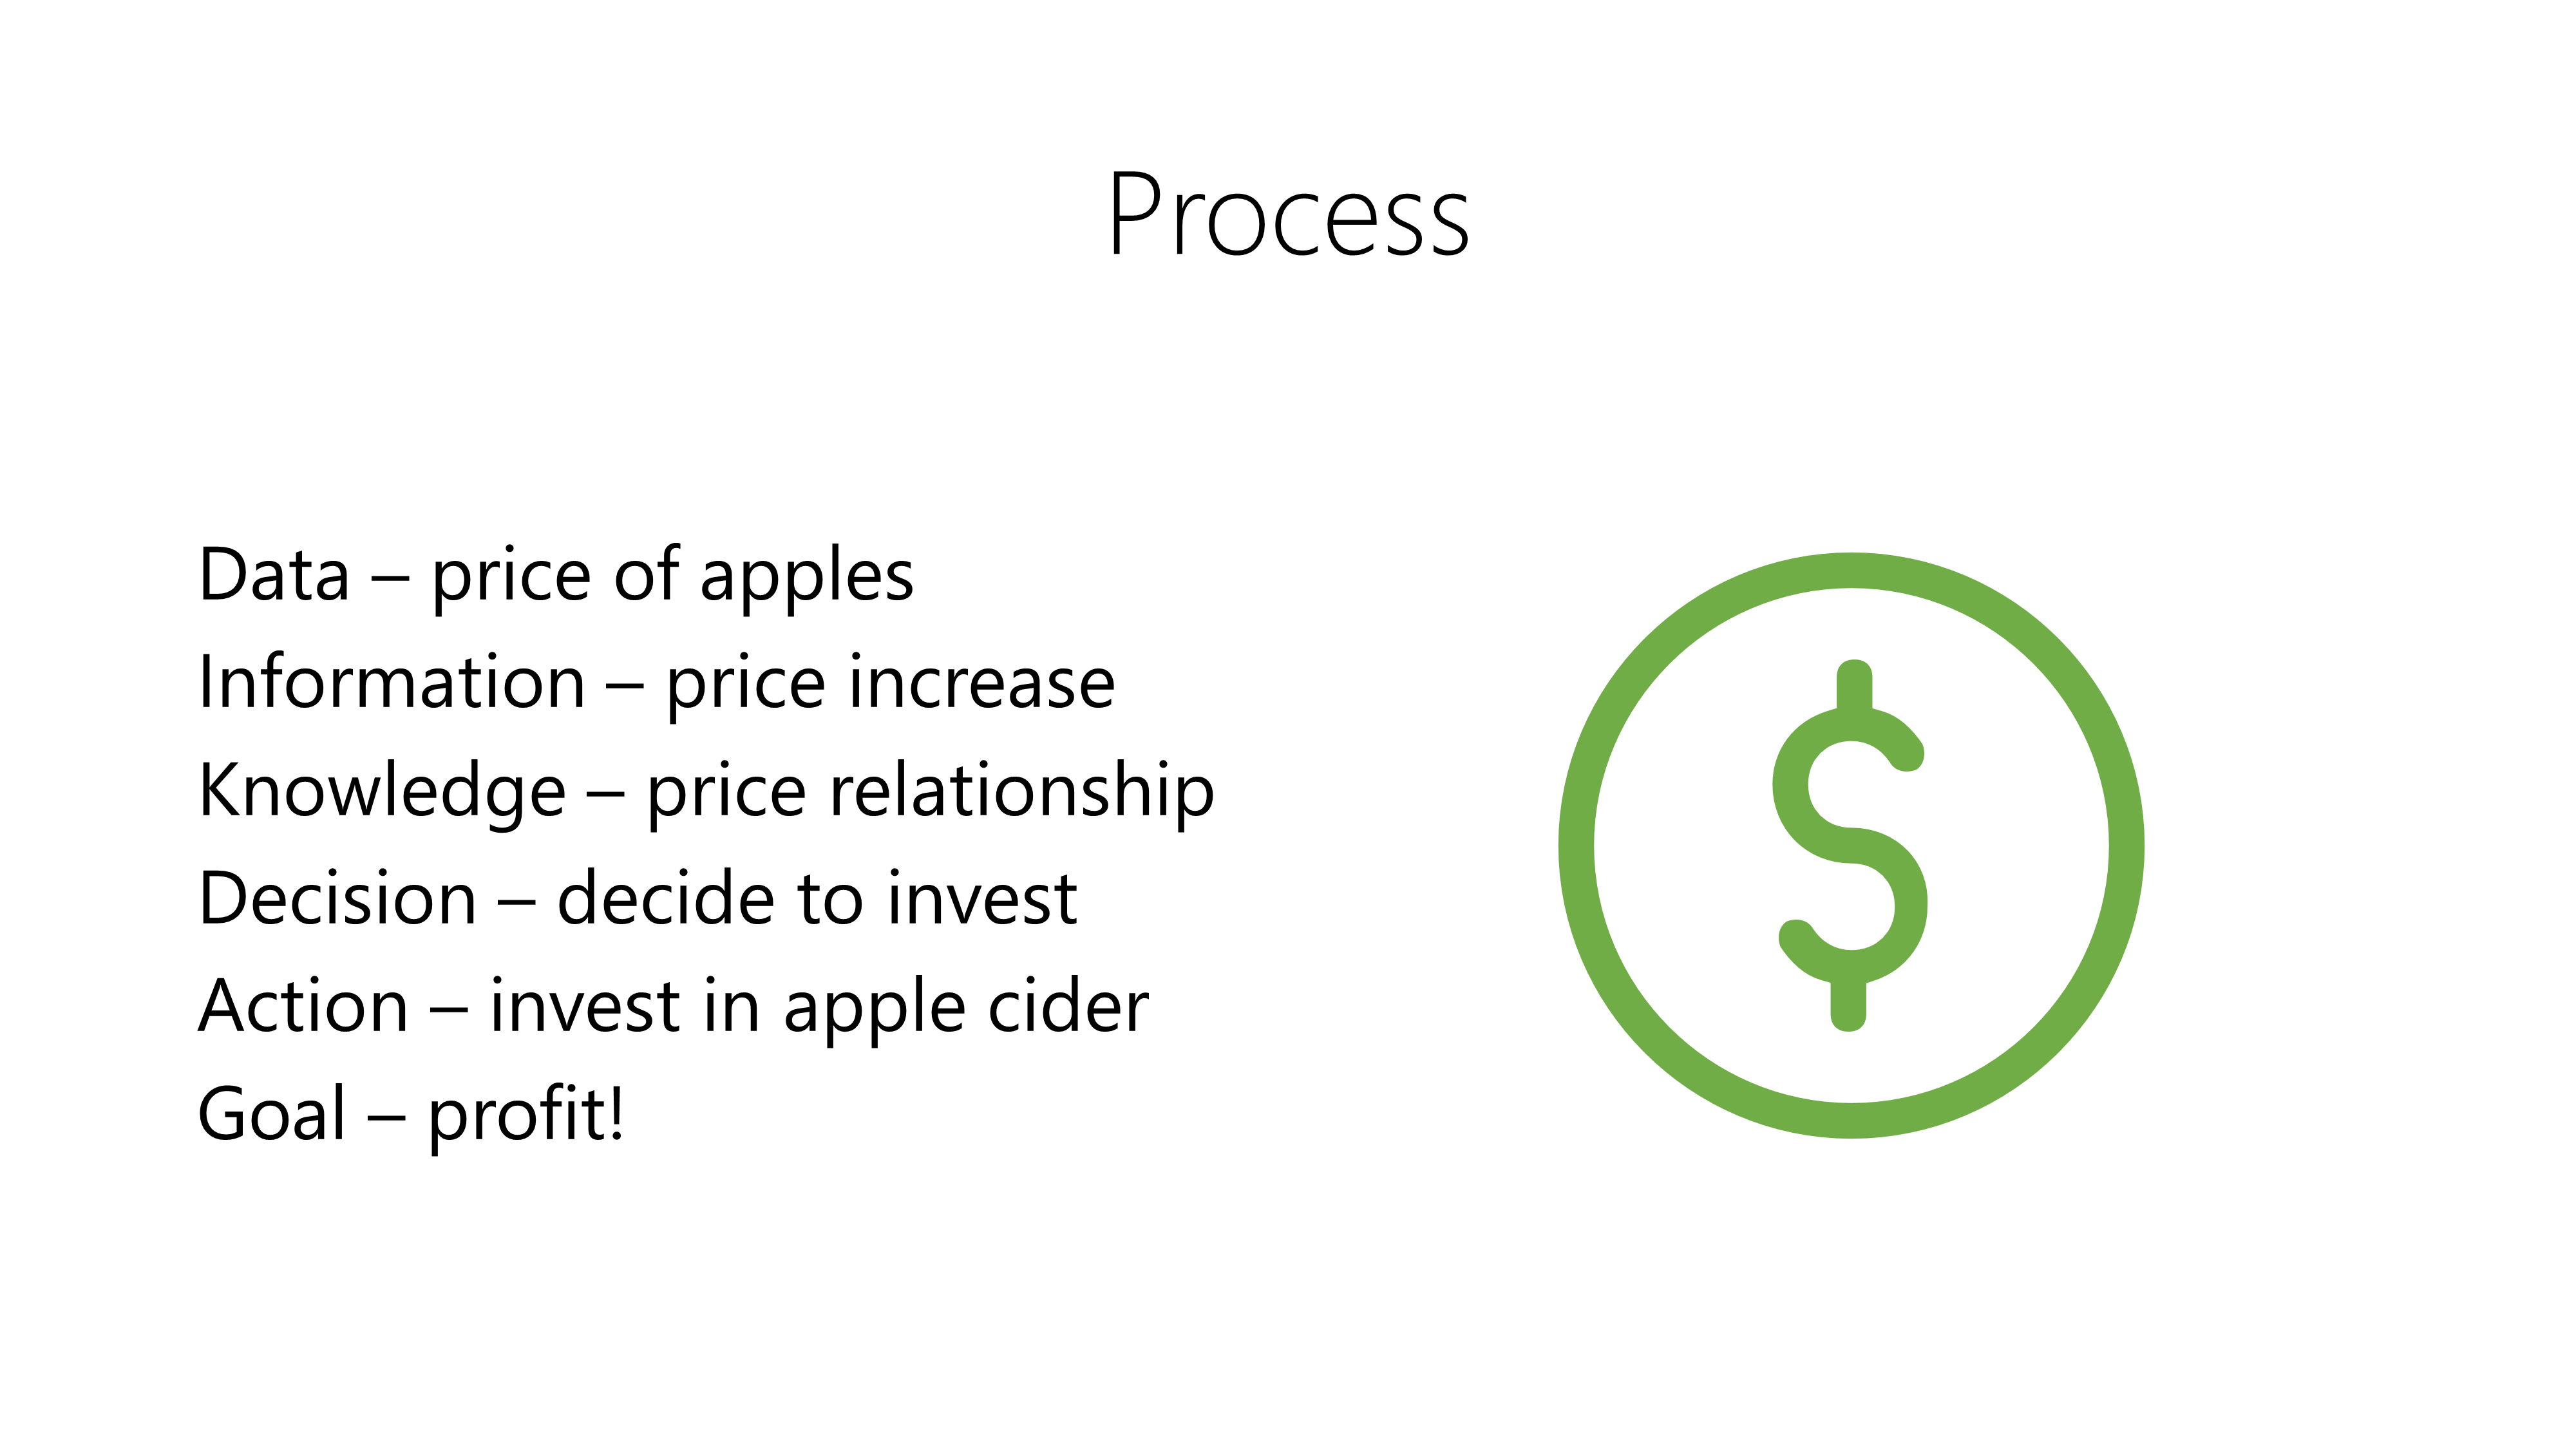 Process
Data – price of apples
Information – price increase
Knowledge – price relationship
Decision – decide to invest
Action – invest in apple cider
Goal – profit!
$